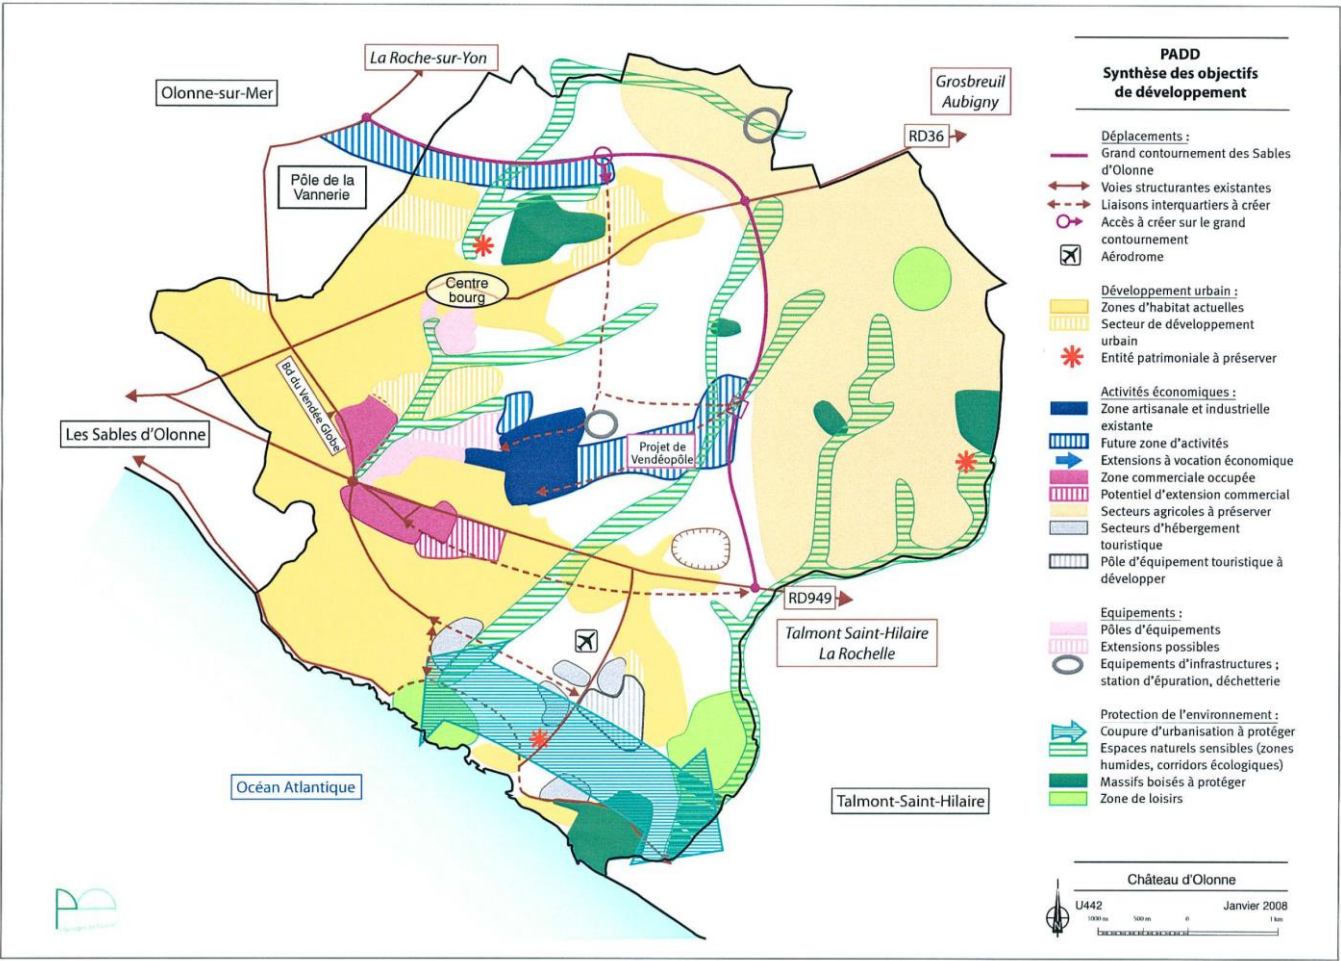 La Roche-sur-Yon
Olonne-sur-Mer
Grosbreuil
Aubigny
RD36
Pôle de la
Vannerie
Centre
bourg
Bd du Vendée Globe
Les Sables d'Olonne
Projet de
Vendéopôle
RD949
Talmont Saint-Hilaire
La Rochelle
Océan Atlantique
Talmont-Saint-Hilaire
PADD
Synthèse des objectifs
de développement
Déplacements :
Grand contournement des Sables
d'Olonne
Voies structurantes existantes
Liaisons interquartiers à créer
Accès à créer sur le grand
contournement
Aérodrome
Développement urbain :
Zones d'habitat actuelles
Secteur de développement
urbain
Entité patrimoniale à préserver
Activités économiques :
Zone artisanale et industrielle
existante
Future zone d'activités
Extensions à vocation économique
Zone commerciale occupée
Potentiel d'extension commercial
Secteurs agricoles à préserver
Secteurs d'hébergement
touristique
Pôle d'équipement touristique à
développer
Equipements :
Pôles d'équipements
Extensions possibles
Equipements d'infrastructures ;
station d'épuration, déchetterie
Protection de l'environnement :
Coupure d'urbanisation à protéger
Espaces naturels sensibles (zones
humides, corridors écologiques)
Massifs boisés à protéger
Zone de loisirs
Château d'Olonne
U442 Janvier 2008
1000 m 500 m 0 1 km